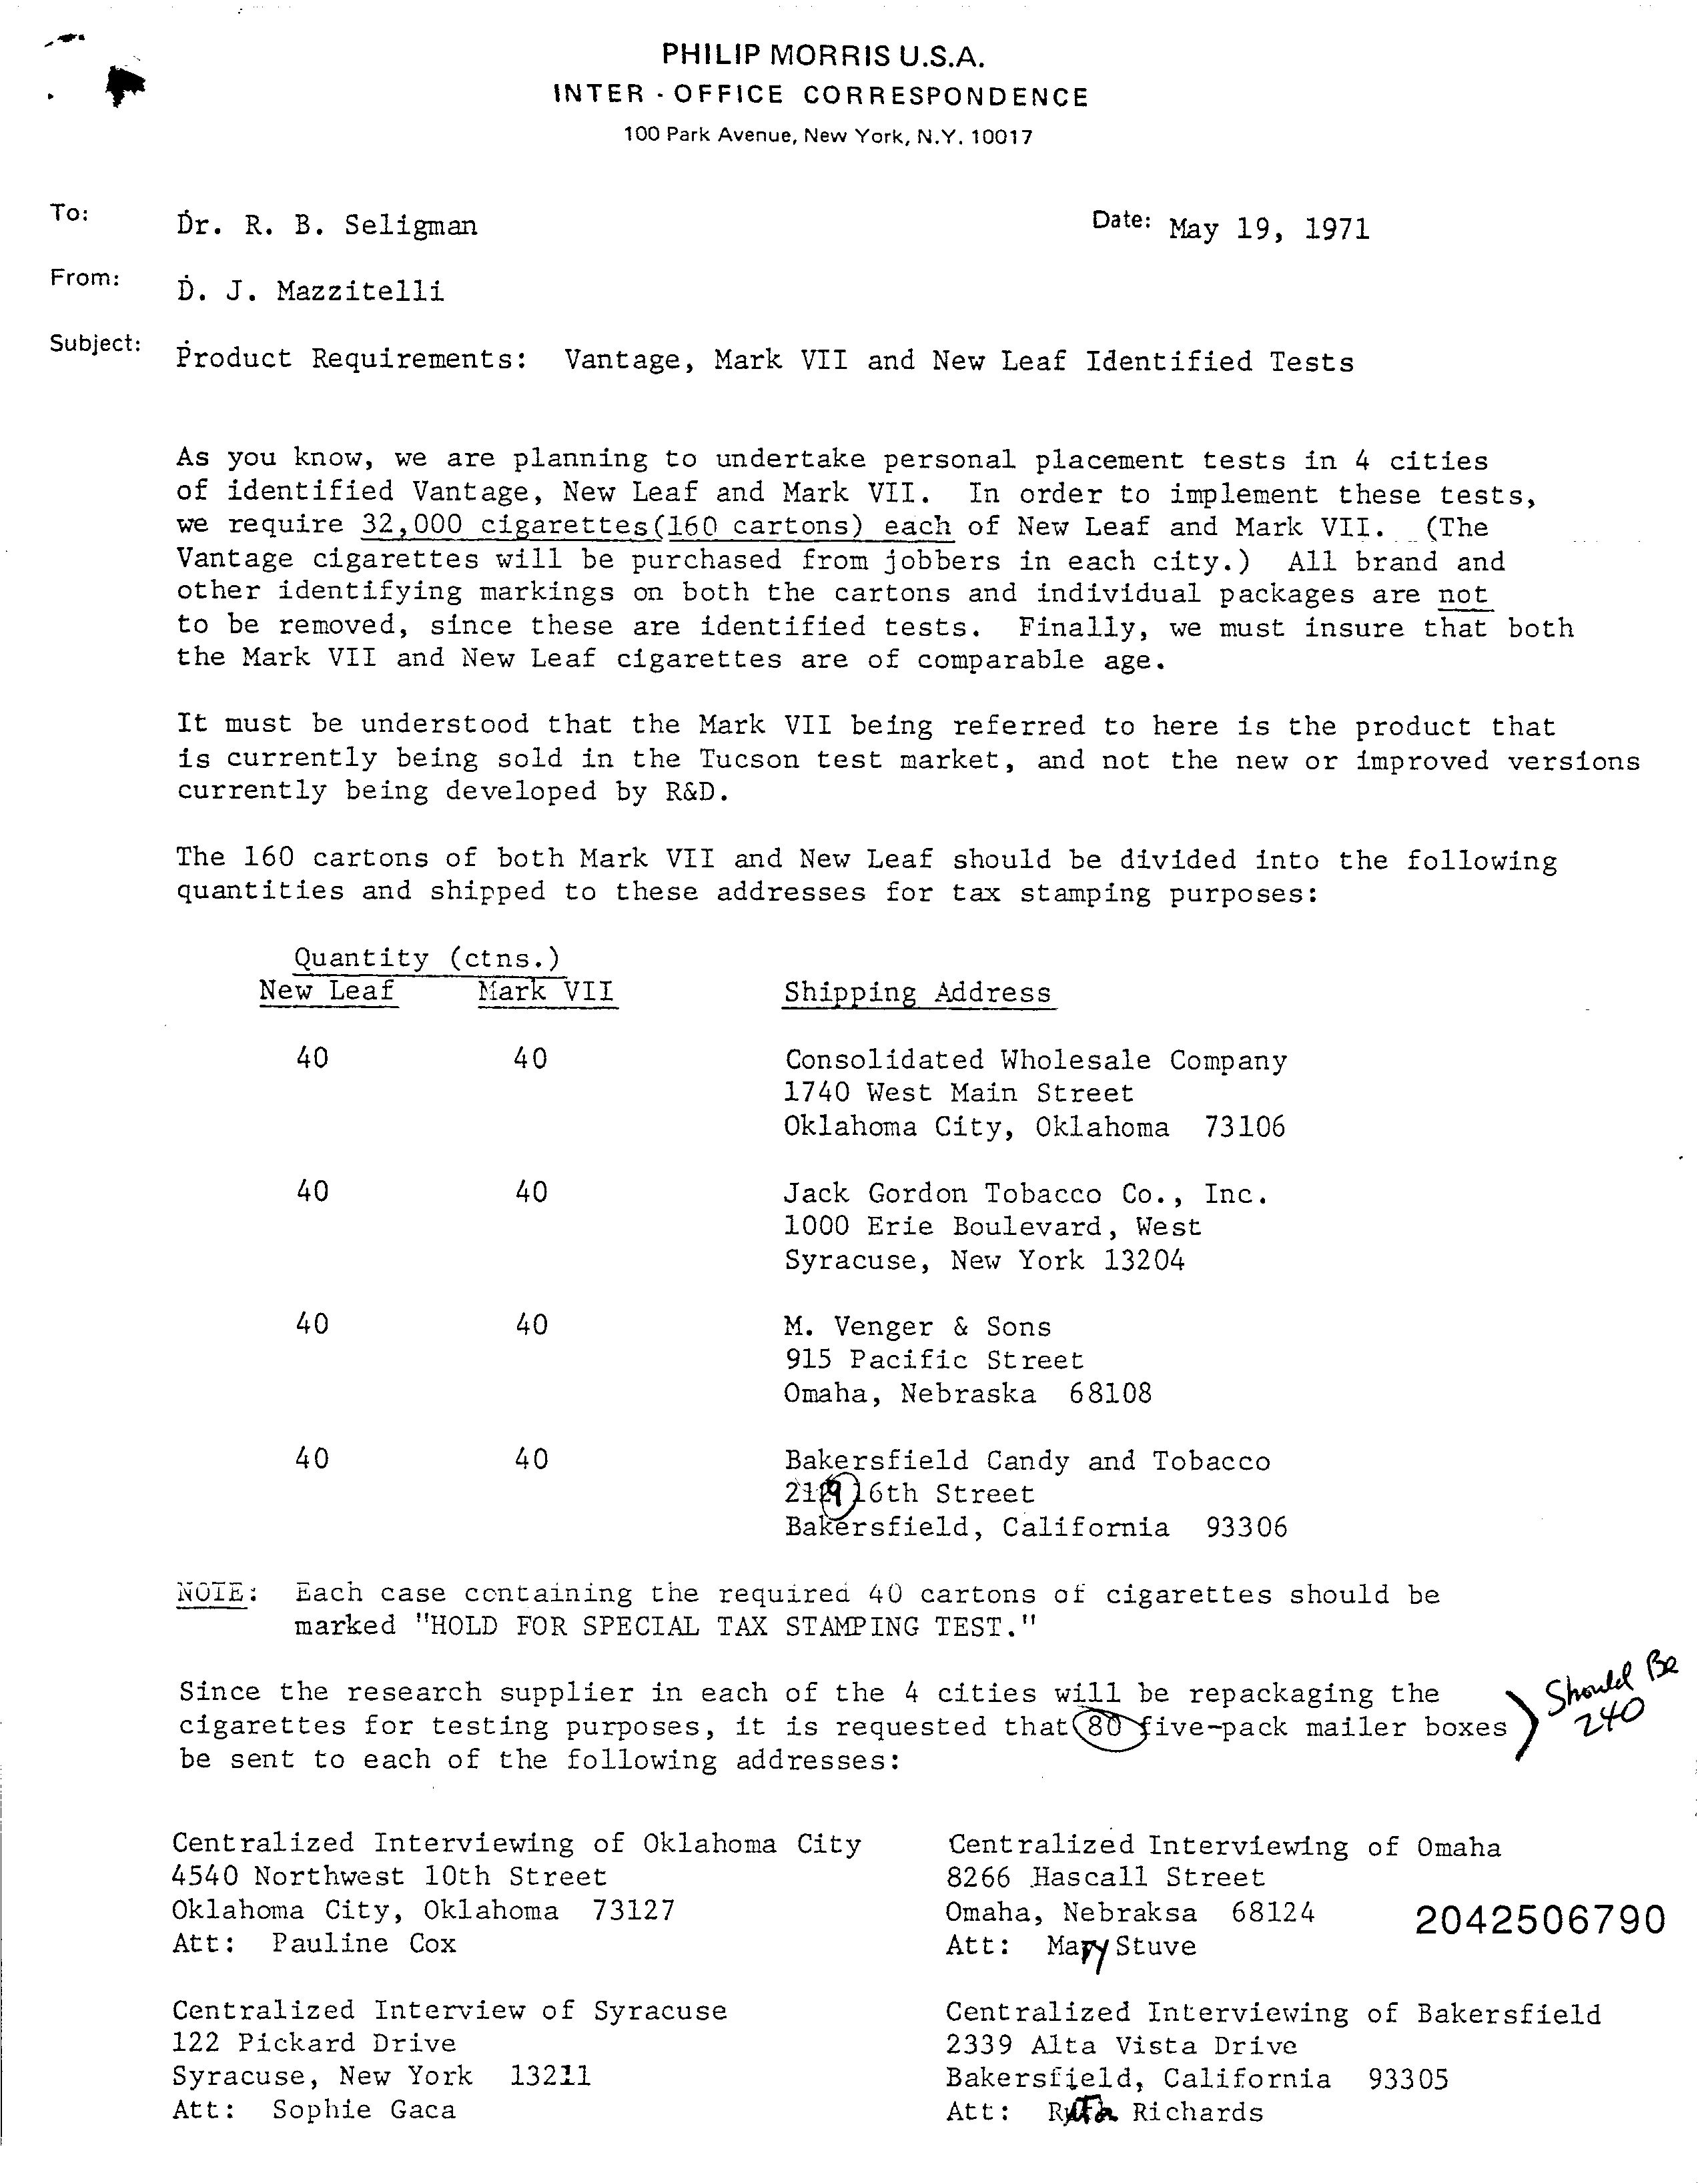 PHILIP MORRIS U.S.A.
INTER - OFFICE CORRESPONDENCE
100 Park Avenue, New York, N.Y. 10017
To: Dr. R. B. Seligman Date: May 19, 1971
From: D. J. Mazzitelli
Subject: Product Requirements: Vantage, Mark VII and New Leaf Identified Tests
As you know, we are planning to undertake personal placement tests in 4 cities
of identified Vantage, New Leaf and Mark VII. In order to implement these tests,
we require 32,000 cigarettes(160 cartons) each of New Leaf and Mark VII. (The
Vantage cigarettes will be purchased from jobbers in each city.) All brand and
other identifying markings on both the cartons and individual packages are not
to be removed, since these are identified tests. Finally, we must insure that both
the Mark VII and New Leaf cigarettes are of comparable age.
It must be understood that the Mark VII being referred to here is the product that
is currently being sold in the Tucson test market, and not the new or improved versions
currently being developed by R&D.
The 160 cartons of both Mark VII and New Leaf should be divided into the following
quantities and shipped to these addresses for tax stamping purposes:
Quantity (ctns.)
New Leaf Mark VII Shipping Address
40 40 Consolidated Wholesale Company
1740 West Main Street
Oklahoma City, Oklahoma 73106
40 40 Jack Gordon Tobacco Co., Inc.
1000 Erie Boulevard, West
Syracuse, New York 13204
40 40 M. Venger & Sons
915 Pacific Street
Omaha, Nebraska 68108
40 40 Bakersfield Candy and Tobacco
219 16th Street
Bakersfield, California 93306
NOTE: Each case containing the required 40 cartons of cigarettes should be
marked "HOLD FOR SPECIAL TAX STAMPING TEST."
Since the research supplier in each of the 4 cities will be repackaging the
cigarettes for testing purposes, it is requested that 80 five-pack mailer boxes
be sent to each of the following addresses:
Should Be
240
Centralized Interviewing of Oklahoma City
4540 Northwest 10th Street
Oklahoma City, Oklahoma 73127
Att: Pauline Cox
Centralized Interviewing of Omaha
8266 Hascall Street
Omaha, Nebraksa 68124
Att: Mary Stuve
2042506790
Centralized Interview of Syracuse
122 Pickard Drive
Syracuse, New York 13211
Att: Sophie Gaca
Centralized Interviewing of Bakersfield
2339 Alta Vista Drive
Bakersfield, California 93305
Att: Ruth Richards